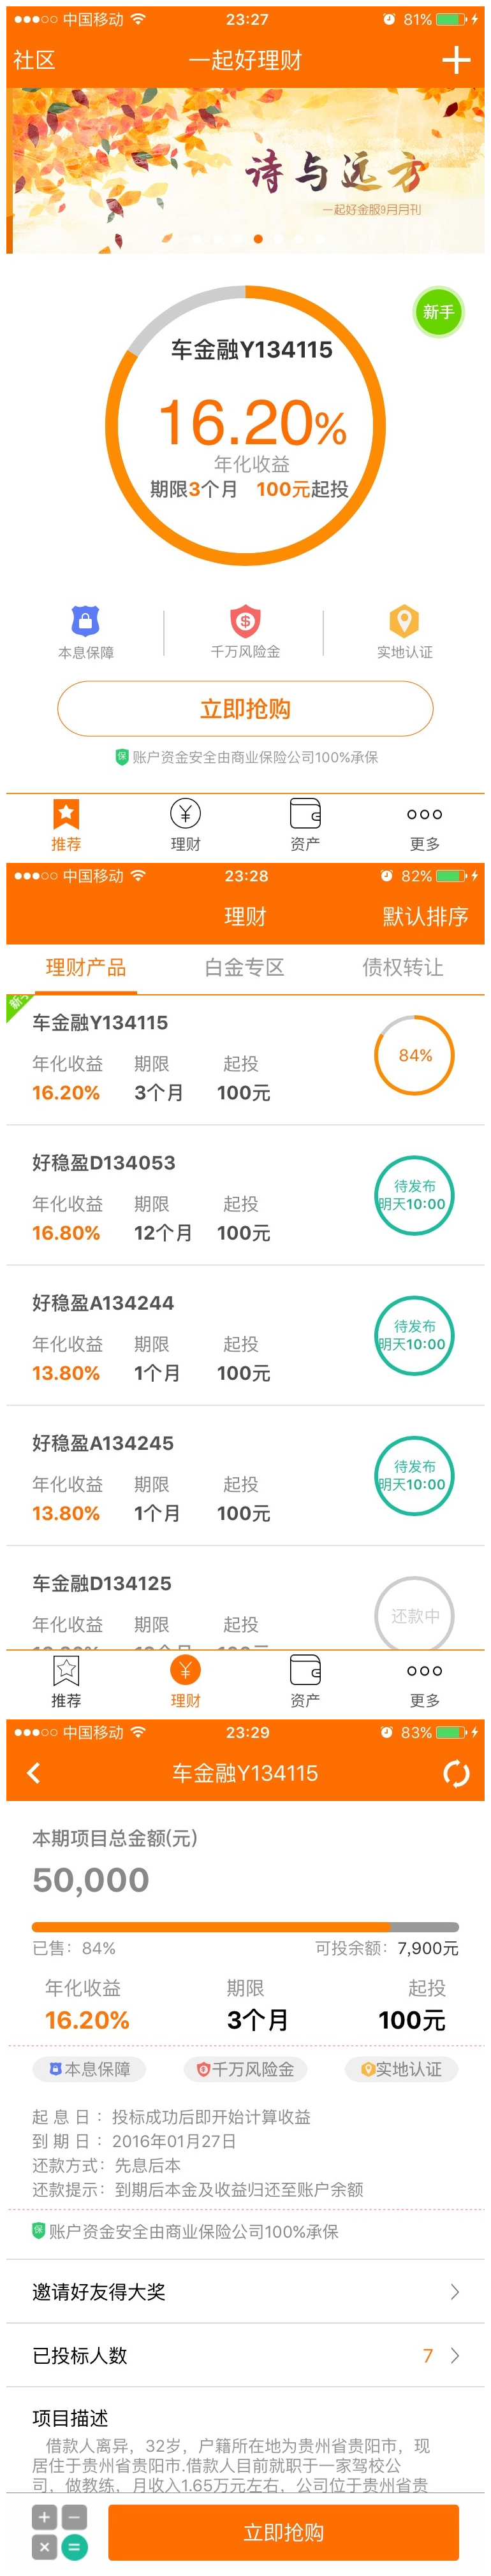 中国移动 23:27 81%
社区 一起好理财
诗与远方
一起好金服9月月刊
新手
车金融Y134115
16.20%
年化收益
期限3个月 100元起投
本息保障 千万风险金 实地认证
立即抢购
保 账户资金安全由商业保险公司100%承保
推荐 理财 资产 更多
中国移动 23:28 82%
理财 默认排序
理财产品 白金专区 债权转让
车金融Y134115
年化收益 期限 起投
16.20% 3个月 100元
84%
好稳盈D134053
年化收益 期限 起投
16.80% 12个月 100元
待发布
明天10:00
好稳盈A134244
年化收益 期限 起投
13.80% 1个月 100元
待发布
明天10:00
好稳盈A134245
年化收益 期限 起投
13.80% 1个月 100元
待发布
明天10:00
车金融D134125
年化收益 期限 起投
还款中
推荐 理财 资产 更多
中国移动 23:29 83%
车金融Y134115
本期项目总金额(元)
50,000
已售：84% 可投余额：7,900元
年化收益 期限 起投
16.20% 3个月 100元
本息保障 千万风险金 实地认证
起 息 日 ：投标成功后即开始计算收益
到 期 日 ：2016年01月27日
还款方式：先息后本
还款提示：到期后本金及收益归还至账户余额
保 账户资金安全由商业保险公司100%承保
邀请好友得大奖
已投标人数 7
项目描述
借款人离异，32岁，户籍所在地为贵州省贵阳市，现
居住于贵州省贵阳市.借款人目前就职于一家驾校公
司，做教练，月收入1.65万元左右，公司位于贵州省贵
立即抢购